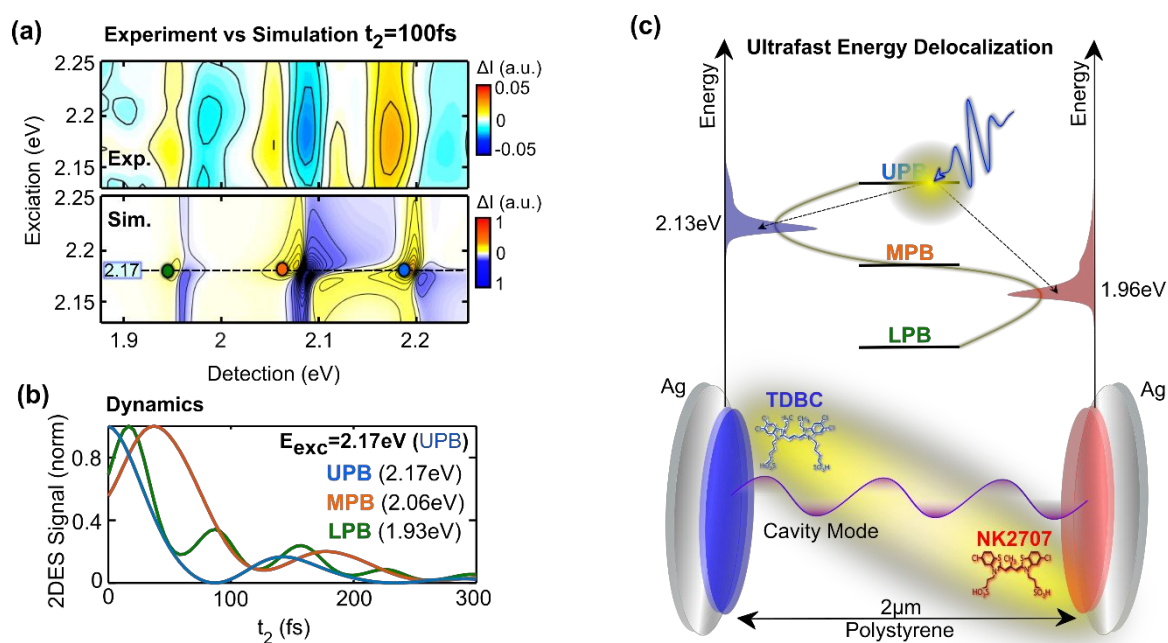 (a)
Experiment vs Simulation t₂=100fs
2.25
2.2
2.15
Exciation (eV)
Exp.
ΔI (a.u.)
0.05
0
-0.05
2.25
2.2
2.17
2.15
Sim.
ΔI (a.u.)
1
0
1
1.9
2
2.1
2.2
Detection (eV)
(b)
Dynamics
2DES Signal (norm)
0.8
0.4
0
E_exc=2.17eV (UPB)
UPB (2.17eV)
MPB (2.06eV)
LPB (1.93eV)
0
100
200
300
t₂ (fs)
(c)
Ultrafast Energy Delocalization
Energy
Energy
UPB
2.13eV
MPB
1.96eV
LPB
Ag
Ag
TDBC
Cavity Mode
NK2707
2μm
Polystyrene